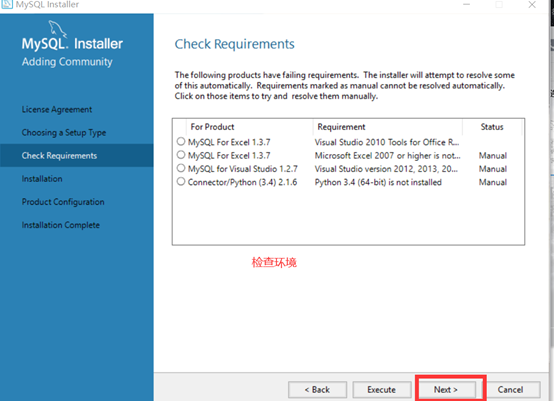 MySQL Installer
MySQL. Installer
Adding Community
License Agreement
Choosing a Setup Type
Check Requirements
Installation
Product Configuration
Installation Complete
Check Requirements
The following products have failing requirements. The installer will attempt to resolve some
of this automatically. Requirements marked as manual cannot be resolved automatically.
Click on those items to try and resolve them manually.
For Product Requirement Status
MySQL For Excel 1.3.7 Visual Studio 2010 Tools for Office R...
MySQL For Excel 1.3.7 Microsoft Excel 2007 or higher is not... Manual
MySQL for Visual Studio 1.2.7 Visual Studio version 2012, 2013, 20... Manual
Connector/Python (3.4) 2.1.6 Python 3.4 (64-bit) is not installed Manual
检查环境
< Back Execute Next > Cancel